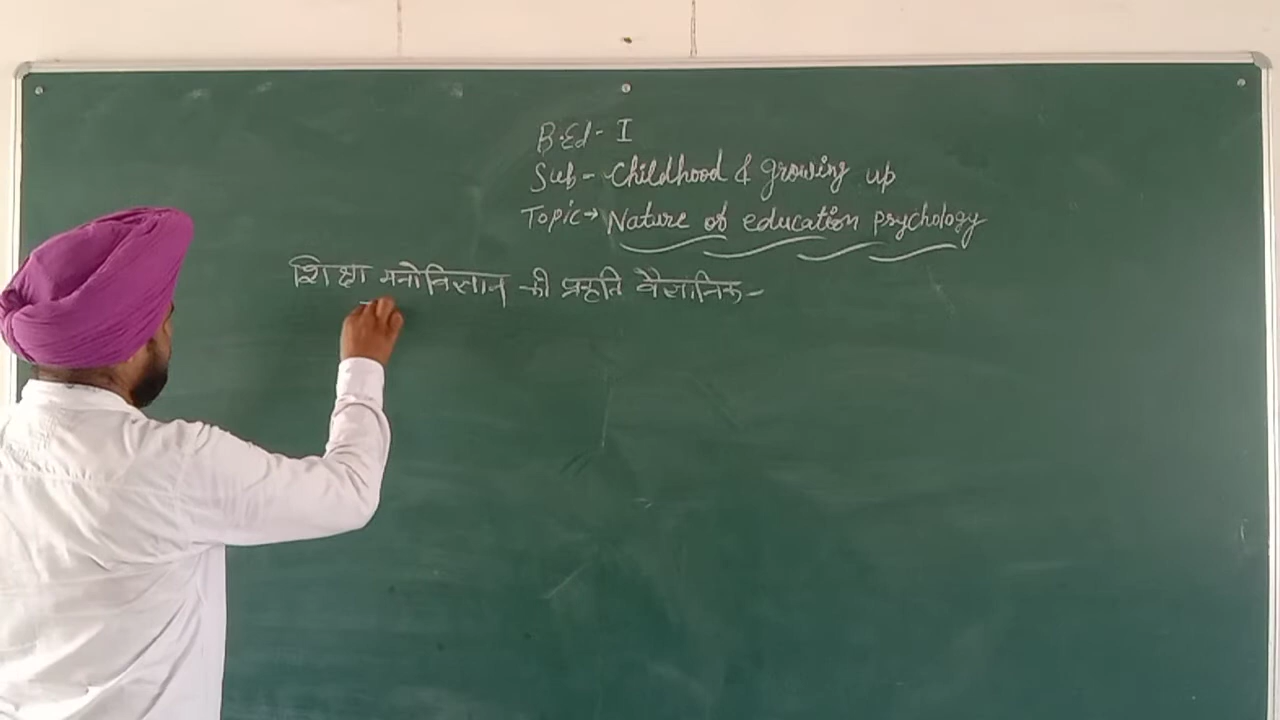 B.Ed - I
Sub - Childhood & growing up
Topic → Nature of education psychology
शिक्षा मनोविज्ञान की प्रकृति वैज्ञानिक -